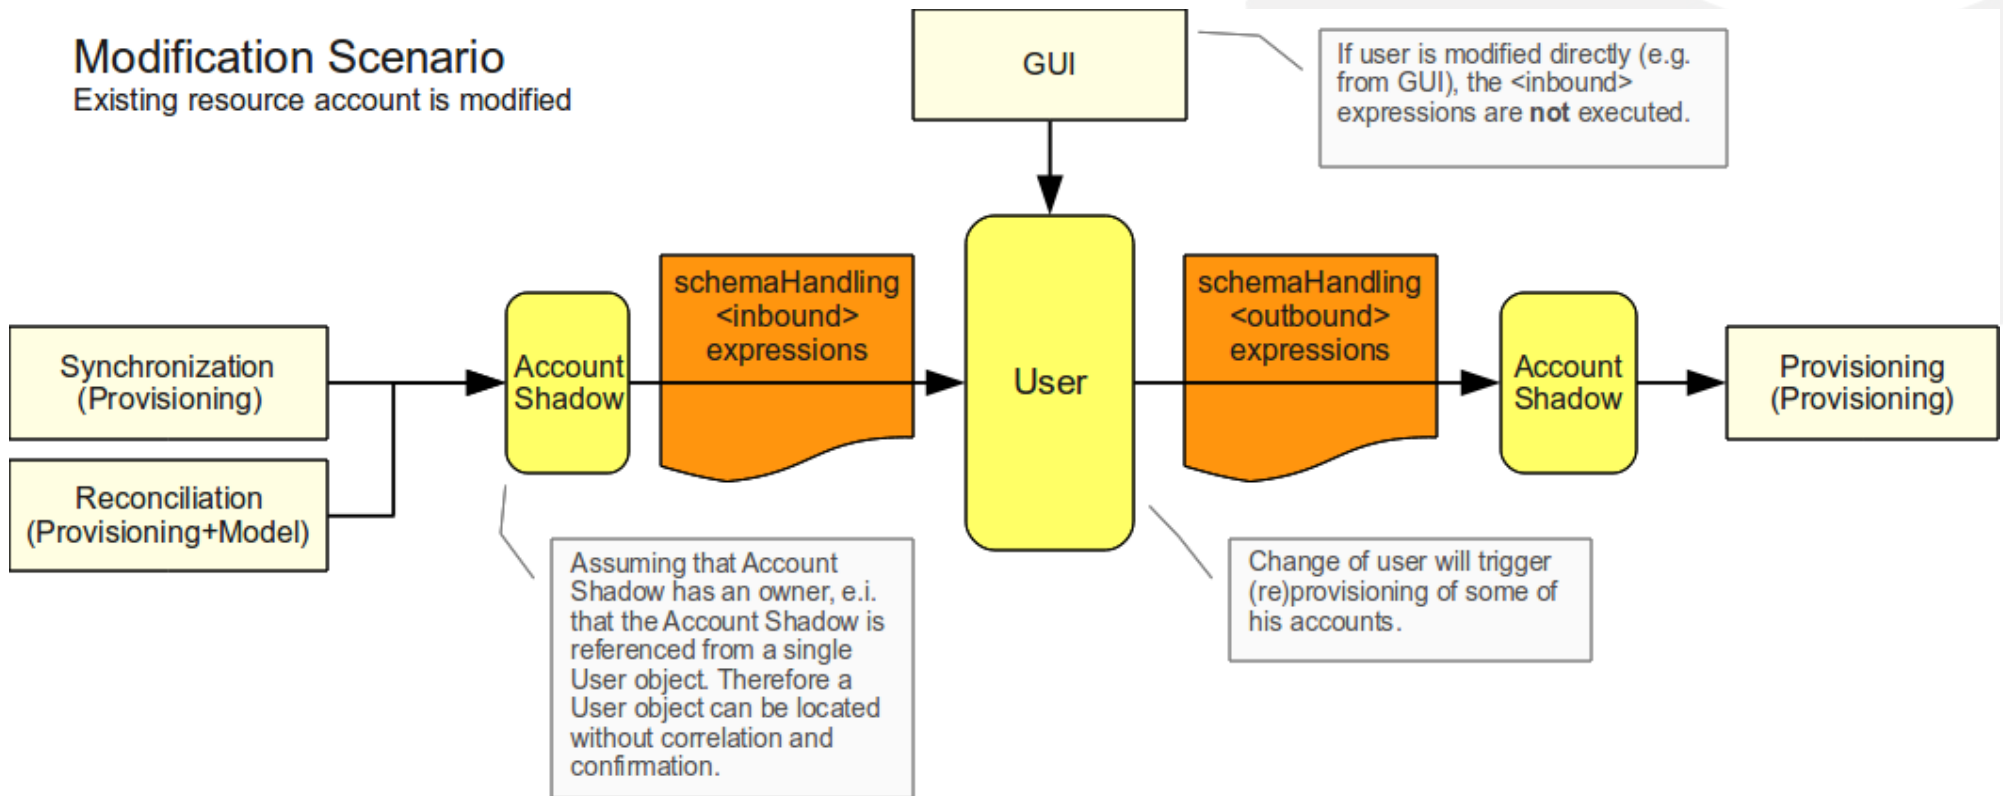 Modification Scenario
Existing resource account is modified
GUI
If user is modified directly (e.g.
from GUI), the <inbound>
expressions are not executed.
Synchronization
(Provisioning)
Reconciliation
(Provisioning+Model)
Account
Shadow
schemaHandling
<inbound>
expressions
User
schemaHandling
<outbound>
expressions
Account
Shadow
Provisioning
(Provisioning)
Assuming that Account
Shadow has an owner, e.i.
that the Account Shadow is
referenced from a single
User object. Therefore a
User object can be located
without correlation and
confirmation.
Change of user will trigger
(re)provisioning of some of
his accounts.